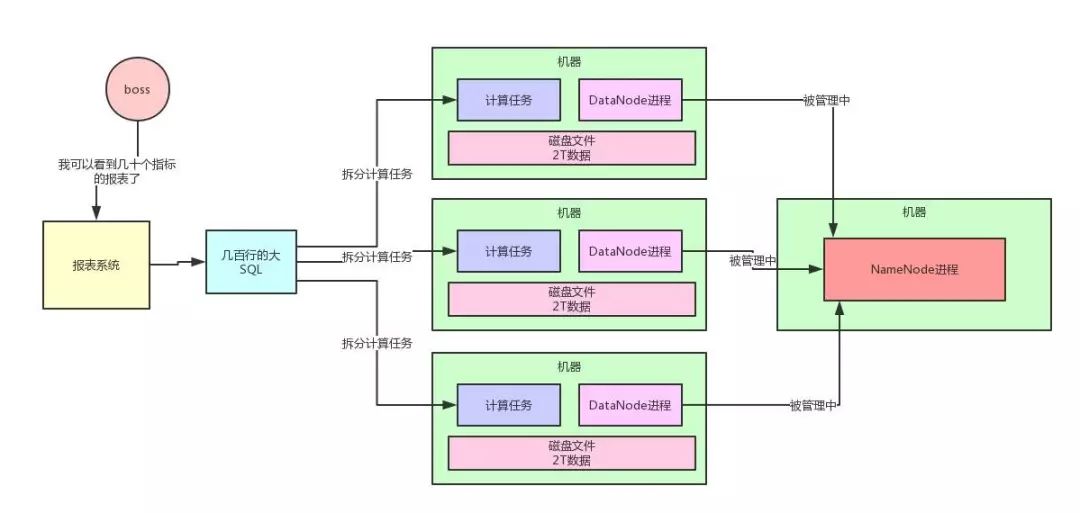 boss
我可以看到几十个指标
的报表了
报表系统
几百行的大
SQL
拆分计算任务
拆分计算任务
拆分计算任务
机器
计算任务
DataNode进程
磁盘文件
2T数据
机器
计算任务
DataNode进程
磁盘文件
2T数据
机器
计算任务
DataNode进程
磁盘文件
2T数据
被管理中
被管理中
被管理中
机器
NameNode进程